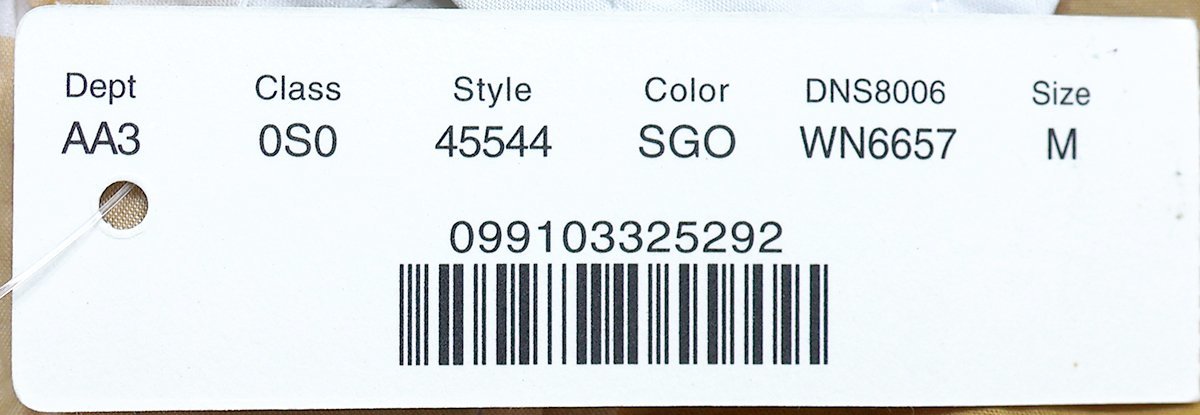 Dept Class Style Color DNS8006 Size
AA3 0S0 45544 SGO WN6657 M
099103325292